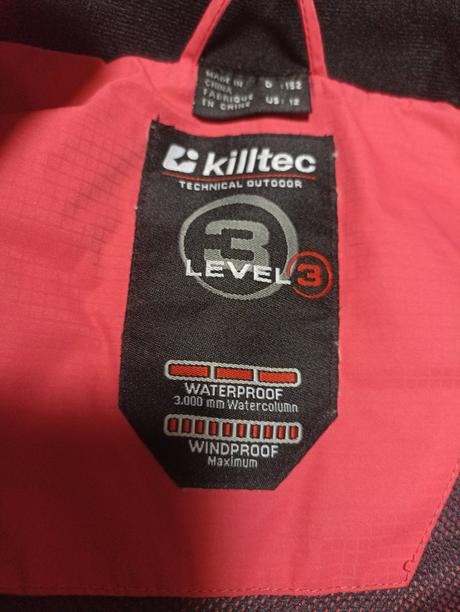 MADE IN
CHINA
FABRIQUÉ
EN CHINE
D : 152
US : 12
killtec
TECHNICAL OUTDOOR
3
LEVEL 3
WATERPROOF
3.000 mm Watercolumn
WINDPROOF
Maximum